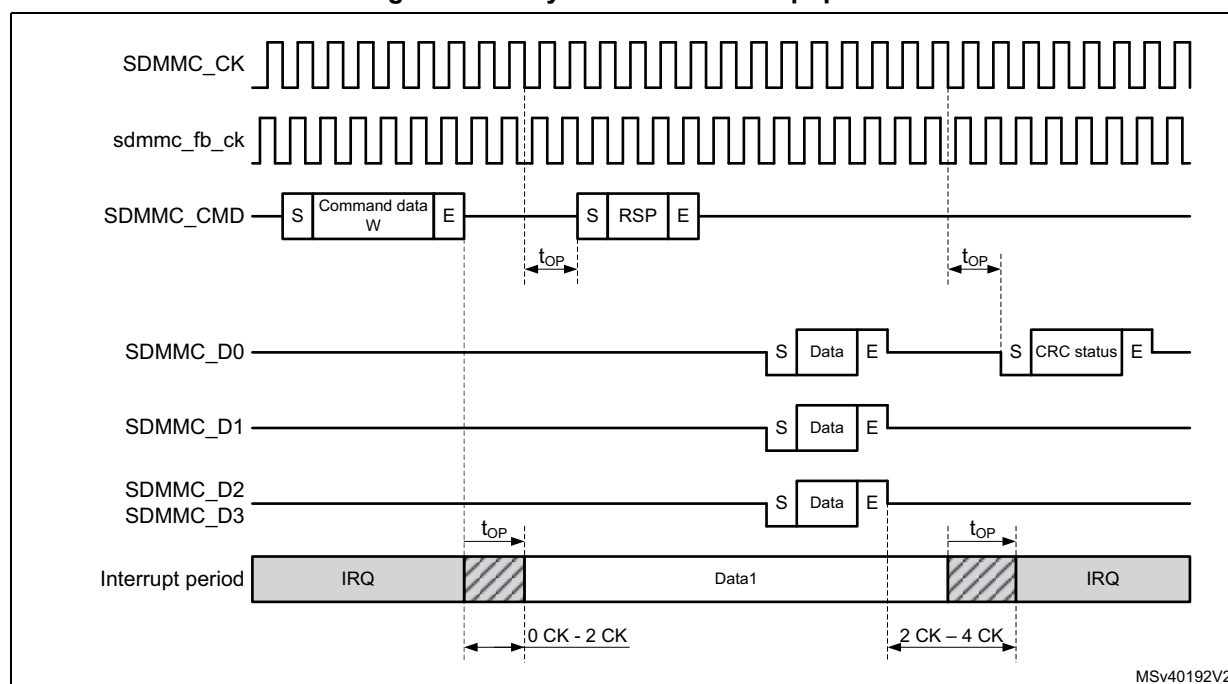 SDMMC_CK
sdmmc_fb_ck
SDMMC_CMD S Command data W E S RSP E
tOP tOP
SDMMC_D0 S Data E S CRC status E
SDMMC_D1 S Data E
SDMMC_D2
SDMMC_D3 S Data E
tOP tOP
Interrupt period IRQ Data1 IRQ
0 CK - 2 CK 2 CK – 4 CK
MSv40192V2